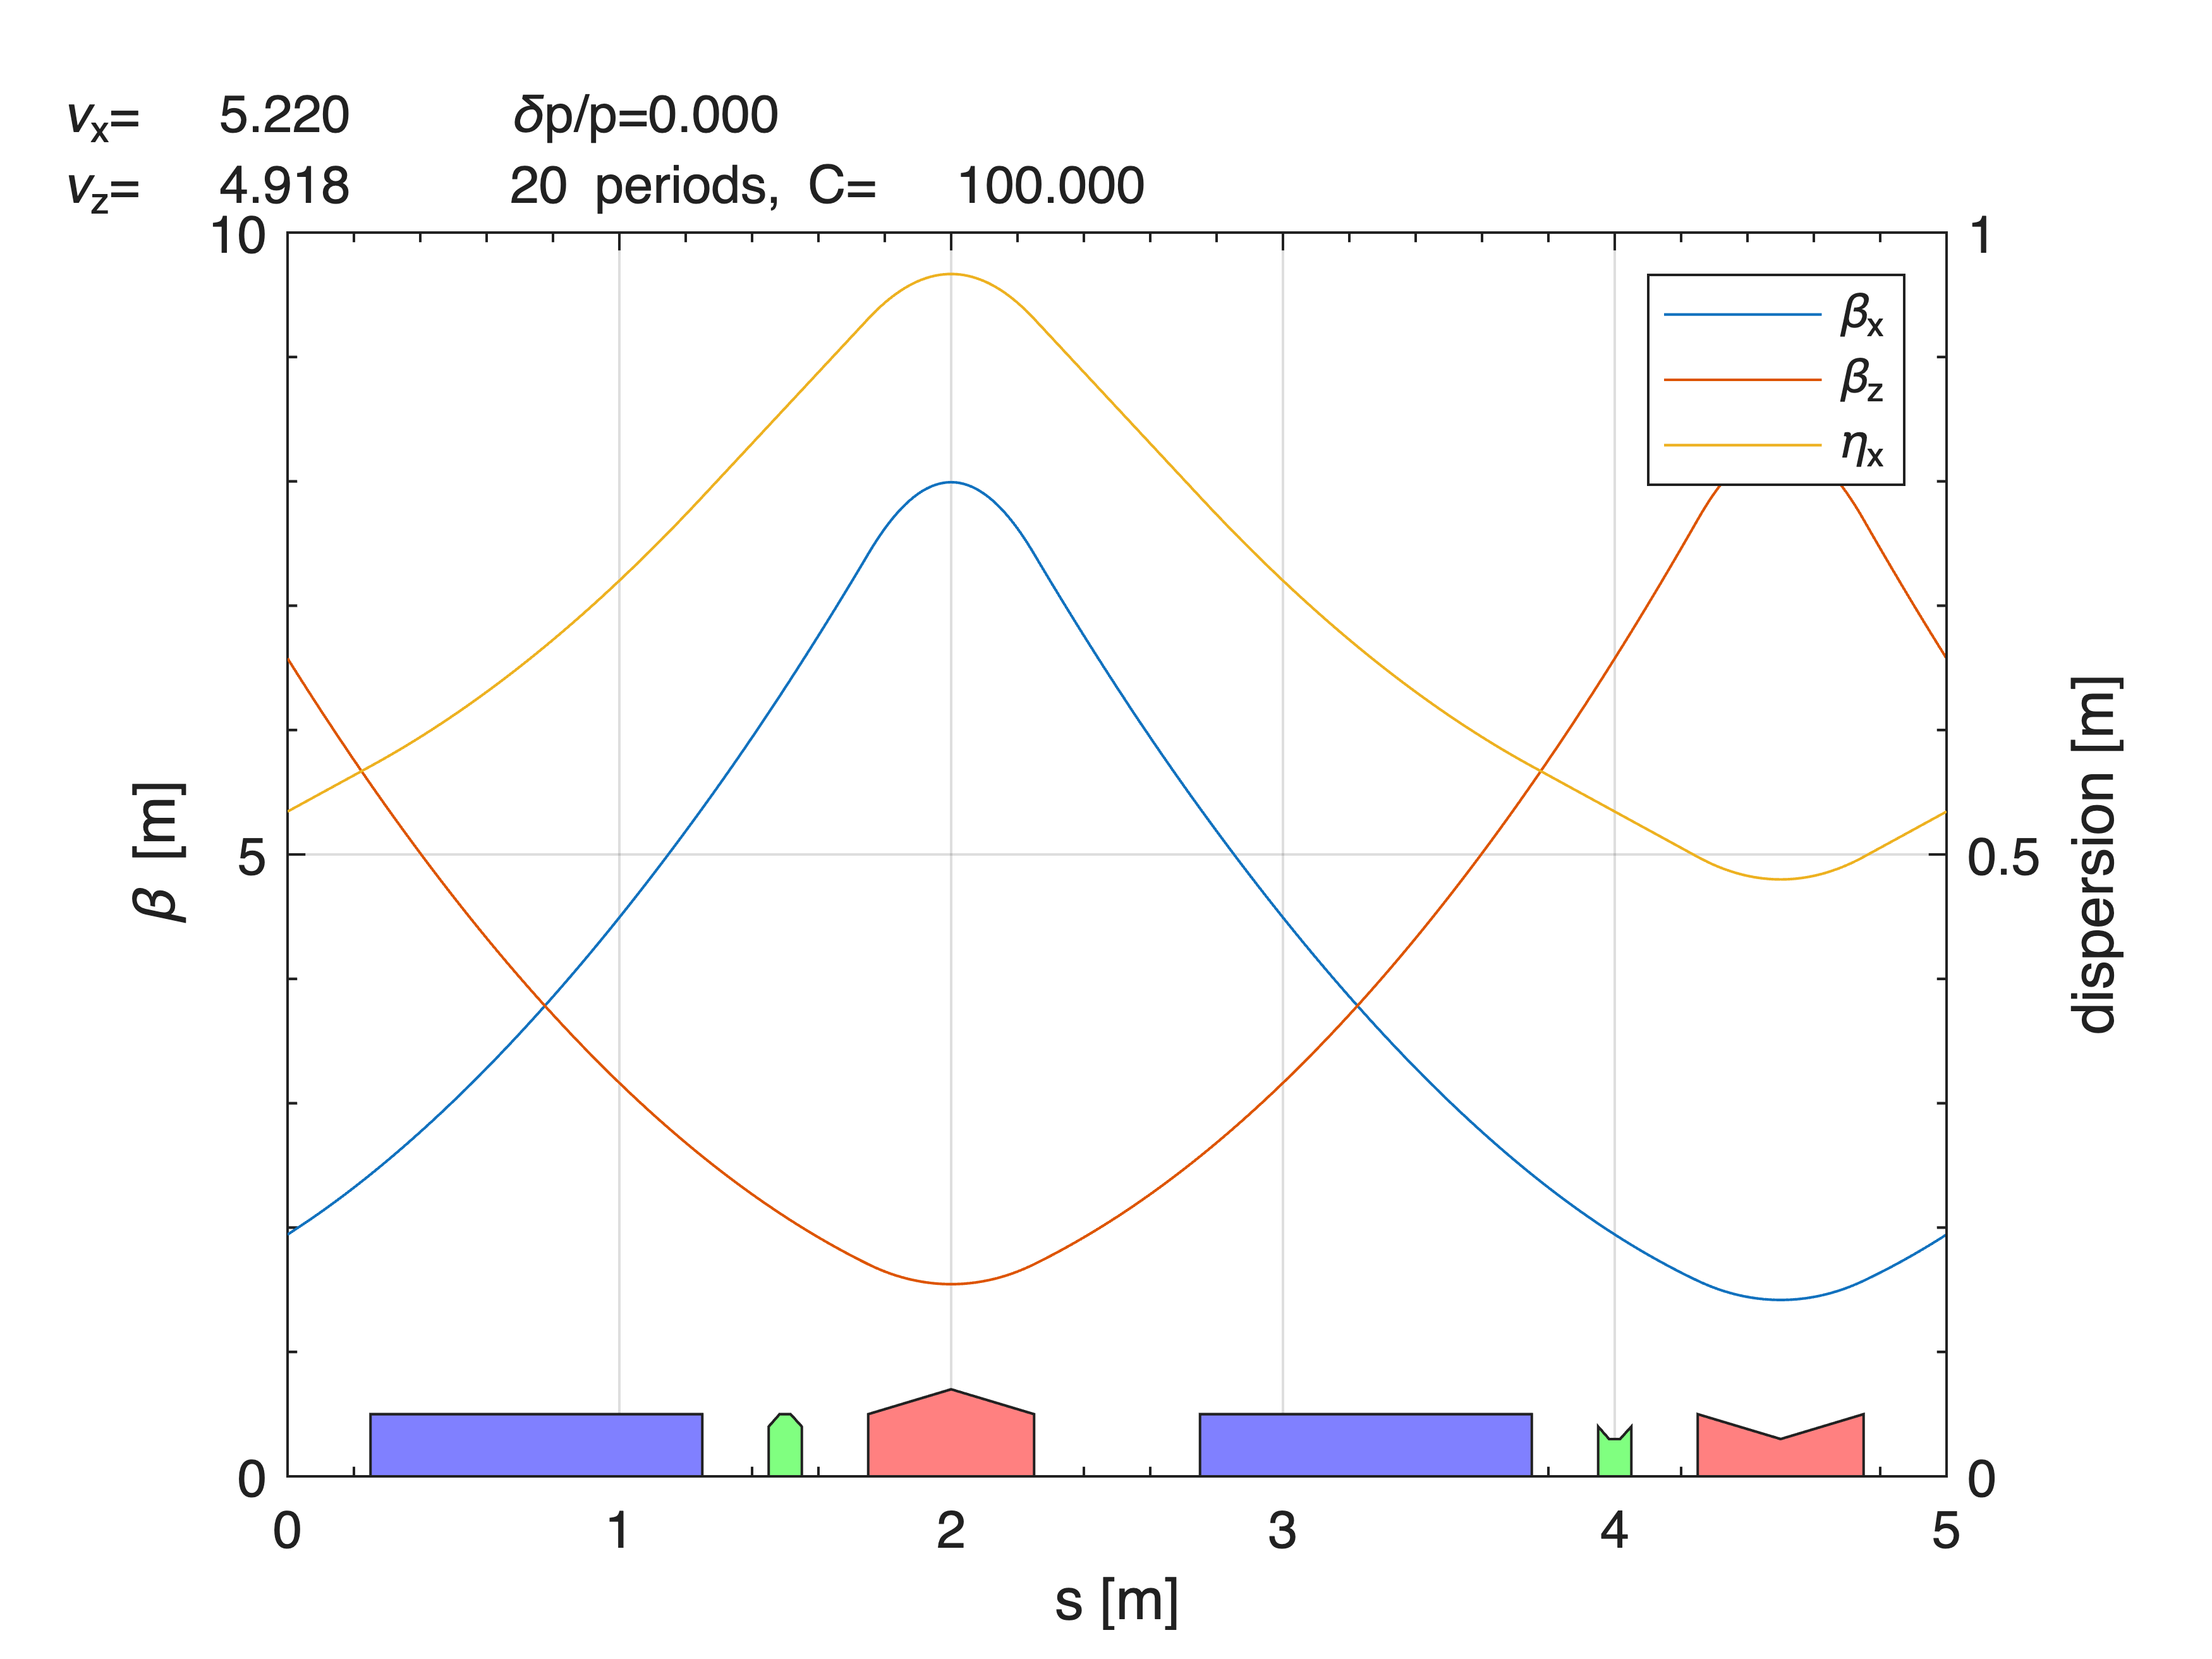 νx= 5.220 δp/p=0.000
νz= 4.918 20 periods, C= 100.000
10
5
0
β [m]
0 1 2 3 4 5
s [m]
1
0.5
0
dispersion [m]
βx
βz
ηx